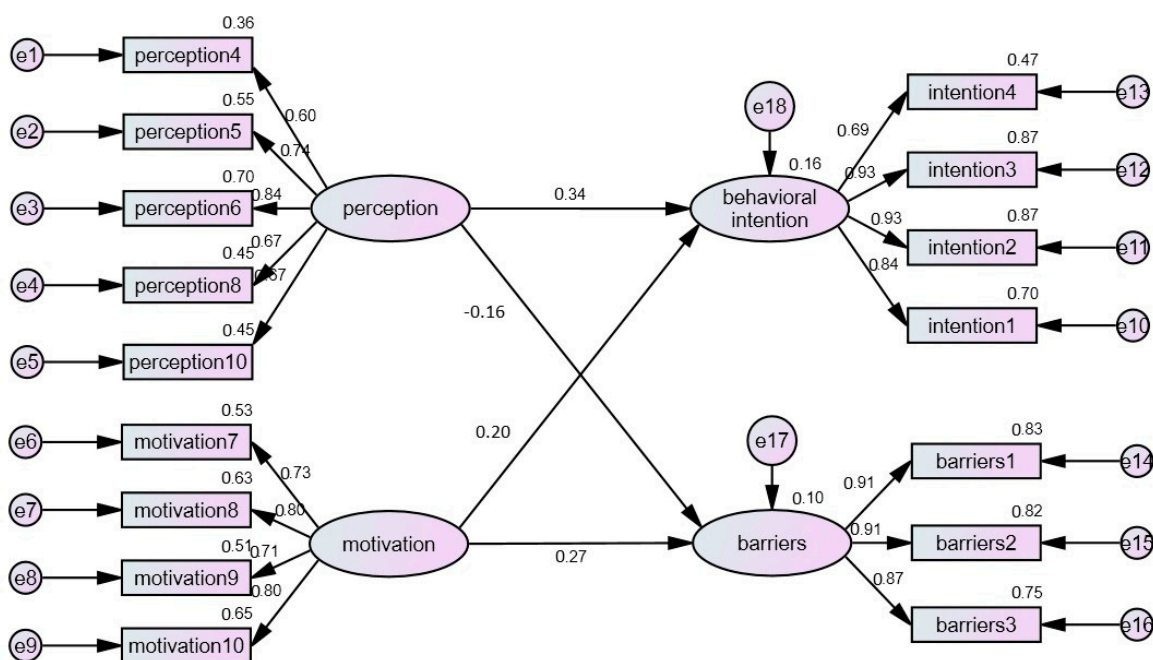 0.36
e1
perception4
0.60
0.55
e2
perception5
0.74
0.70
e3
perception6
0.84
0.67
0.45
e4
perception8
0.67
0.45
e5
perception10
perception
0.53
e6
motivation7
0.73
0.63
e7
motivation8
0.80
0.51
e8
motivation9
0.71
0.80
0.65
e9
motivation10
motivation
0.34
-0.16
0.20
0.27
e18
0.16
behavioral
intention
0.69
0.93
0.93
0.84
0.47
intention4
e13
0.87
intention3
e12
0.87
intention2
e11
0.70
intention1
e10
e17
0.10
barriers
0.91
0.91
0.87
0.83
barriers1
e14
0.82
barriers2
e15
0.75
barriers3
e16